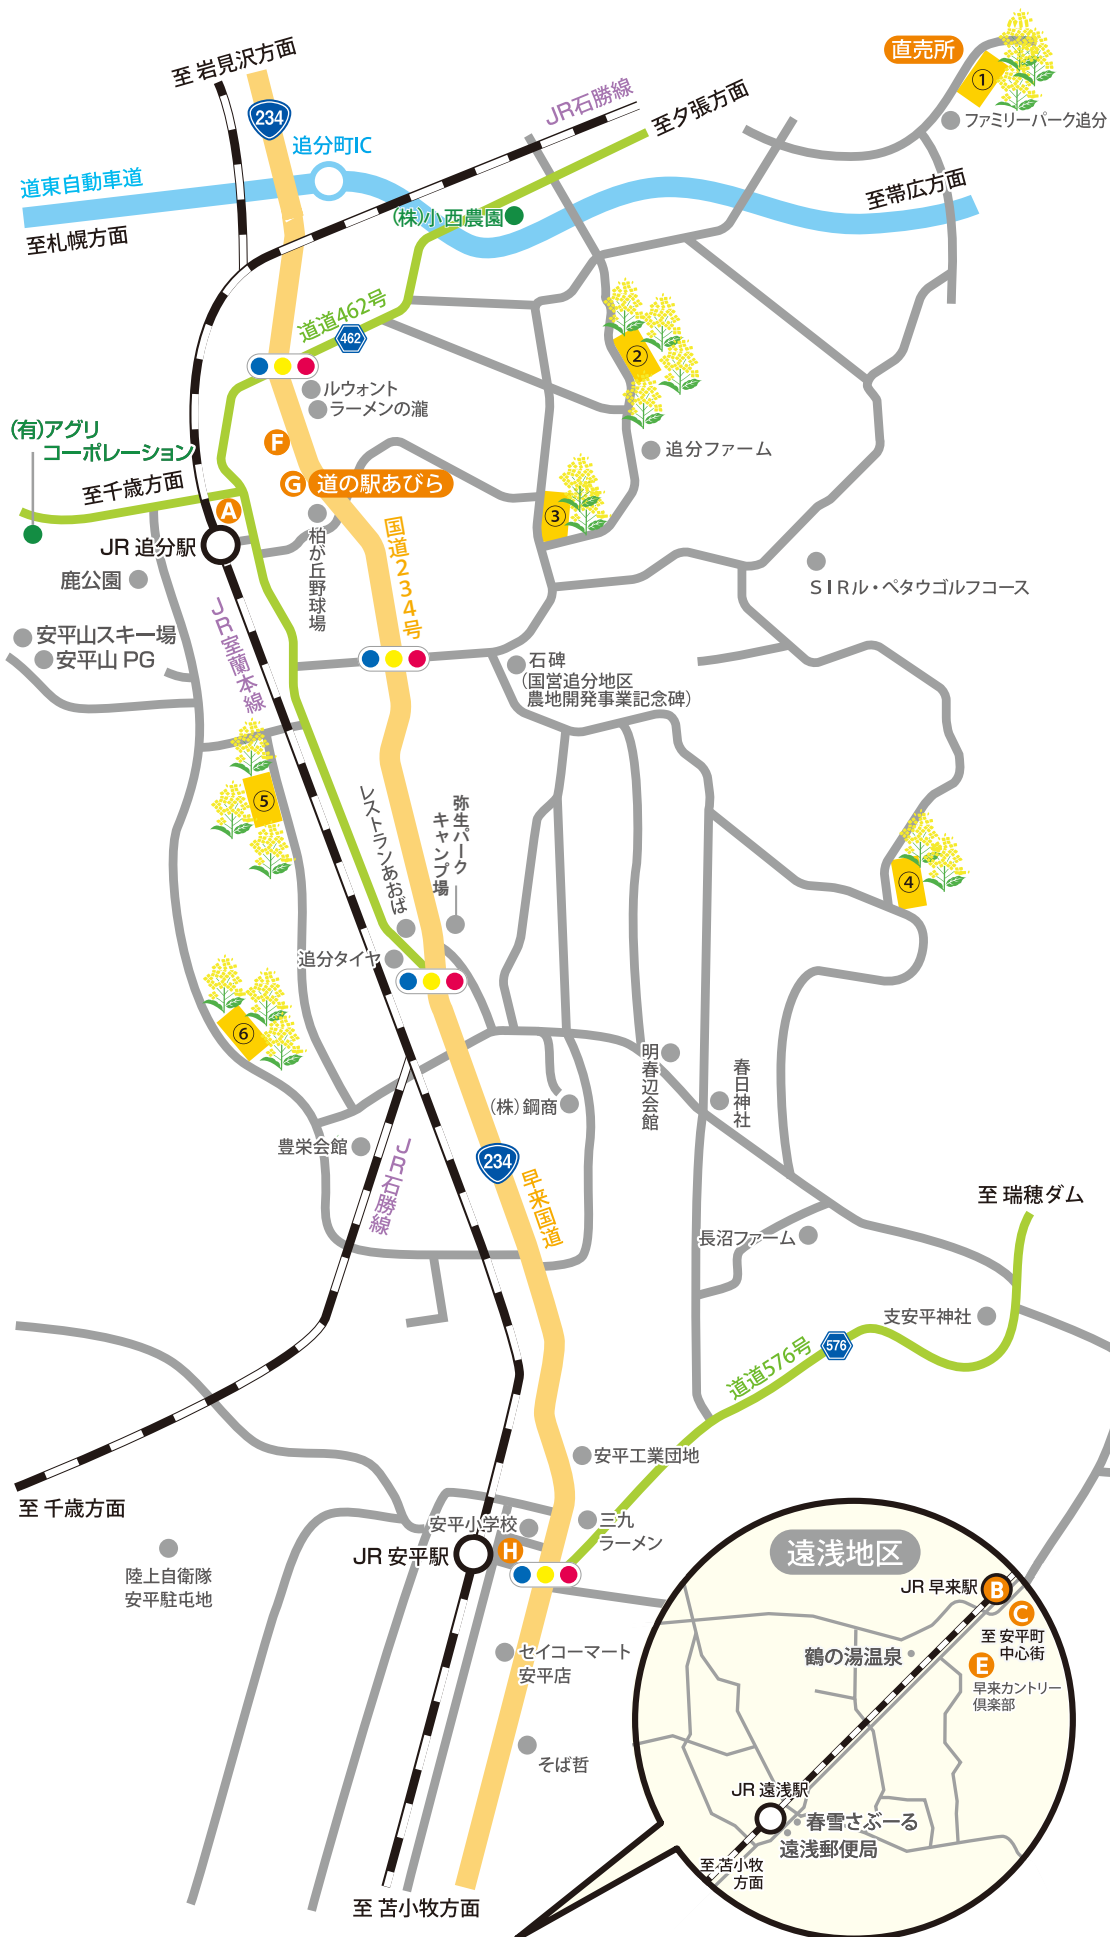 至 岩見沢方面
234
追分町IC
道東自動車道
至札幌方面
JR石勝線
至夕張方面
直売所
①
ファミリーパーク追分
至帯広方面
(株)小西農園
道道462号
462
ルウォント
ラーメンの瀧
②
追分ファーム
(有)アグリ
コーポレーション
至千歳方面
F
G
道の駅あびら
A
JR 追分駅
鹿公園
柏が丘野球場
国道234号
③
SIRル・ペタウゴルフコース
安平山スキー場
安平山 PG
JR室蘭本線
石碑
(国営追分地区
農地開発事業記念碑)
⑤
レストランあおば
弥生パーク
キャンプ場
追分タイヤ
④
⑥
(株)鋼商
明春辺会館
春日神社
豊栄会館
JR石勝線
234
早来国道
至 瑞穂ダム
長沼ファーム
支安平神社
道道576号
576
安平工業団地
至 千歳方面
安平小学校
三九
ラーメン
JR 安平駅
H
陸上自衛隊
安平駐屯地
セイコーマート
安平店
そば哲
至 苫小牧方面
遠浅地区
JR 早来駅
B
C
至 安平町
中心街
鶴の湯温泉
E
早来カントリー
倶楽部
JR 遠浅駅
春雪さぶーる
遠浅郵便局
至 苫小牧
方面